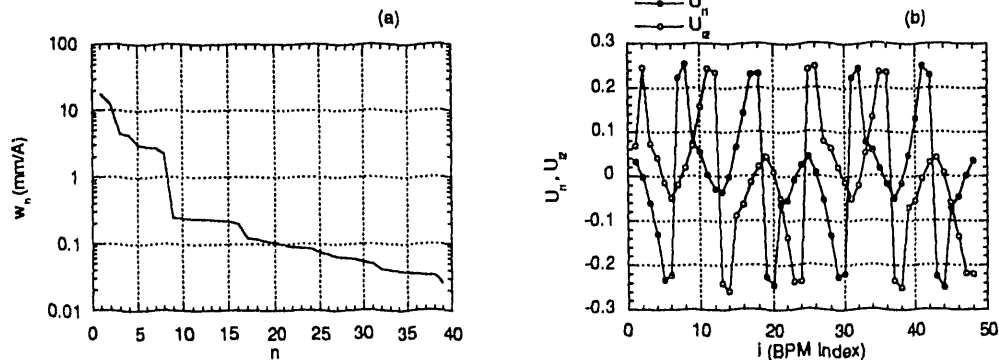 (a)
100
10
1
0.1
0.01
w_n (mm/A)
0 5 10 15 20 25 30 35 40
n
U_i1
U_i2
(b)
0.3
0.2
0.1
0
-0.1
-0.2
-0.3
U_i1, U_i2
0 10 20 30 40 50
i (BPM Index)